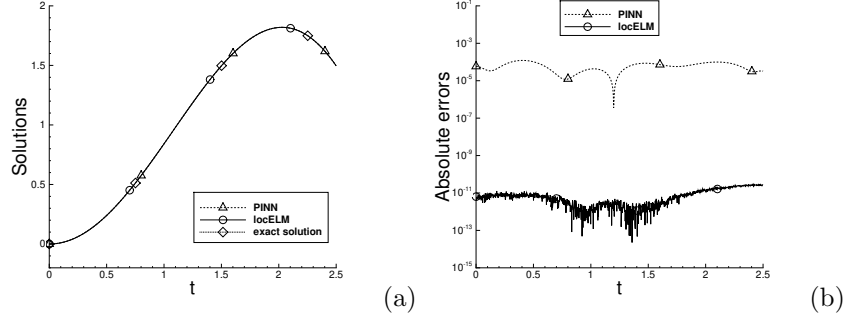 2
1.5
1
0.5
0
0
0.5
1
1.5
2
2.5
Solutions
t
PINN
locELM
exact solution
(a)
10^-1
10^-3
10^-5
10^-7
10^-9
10^-11
10^-13
10^-15
0
0.5
1
1.5
2
2.5
Absolute errors
t
PINN
locELM
(b)